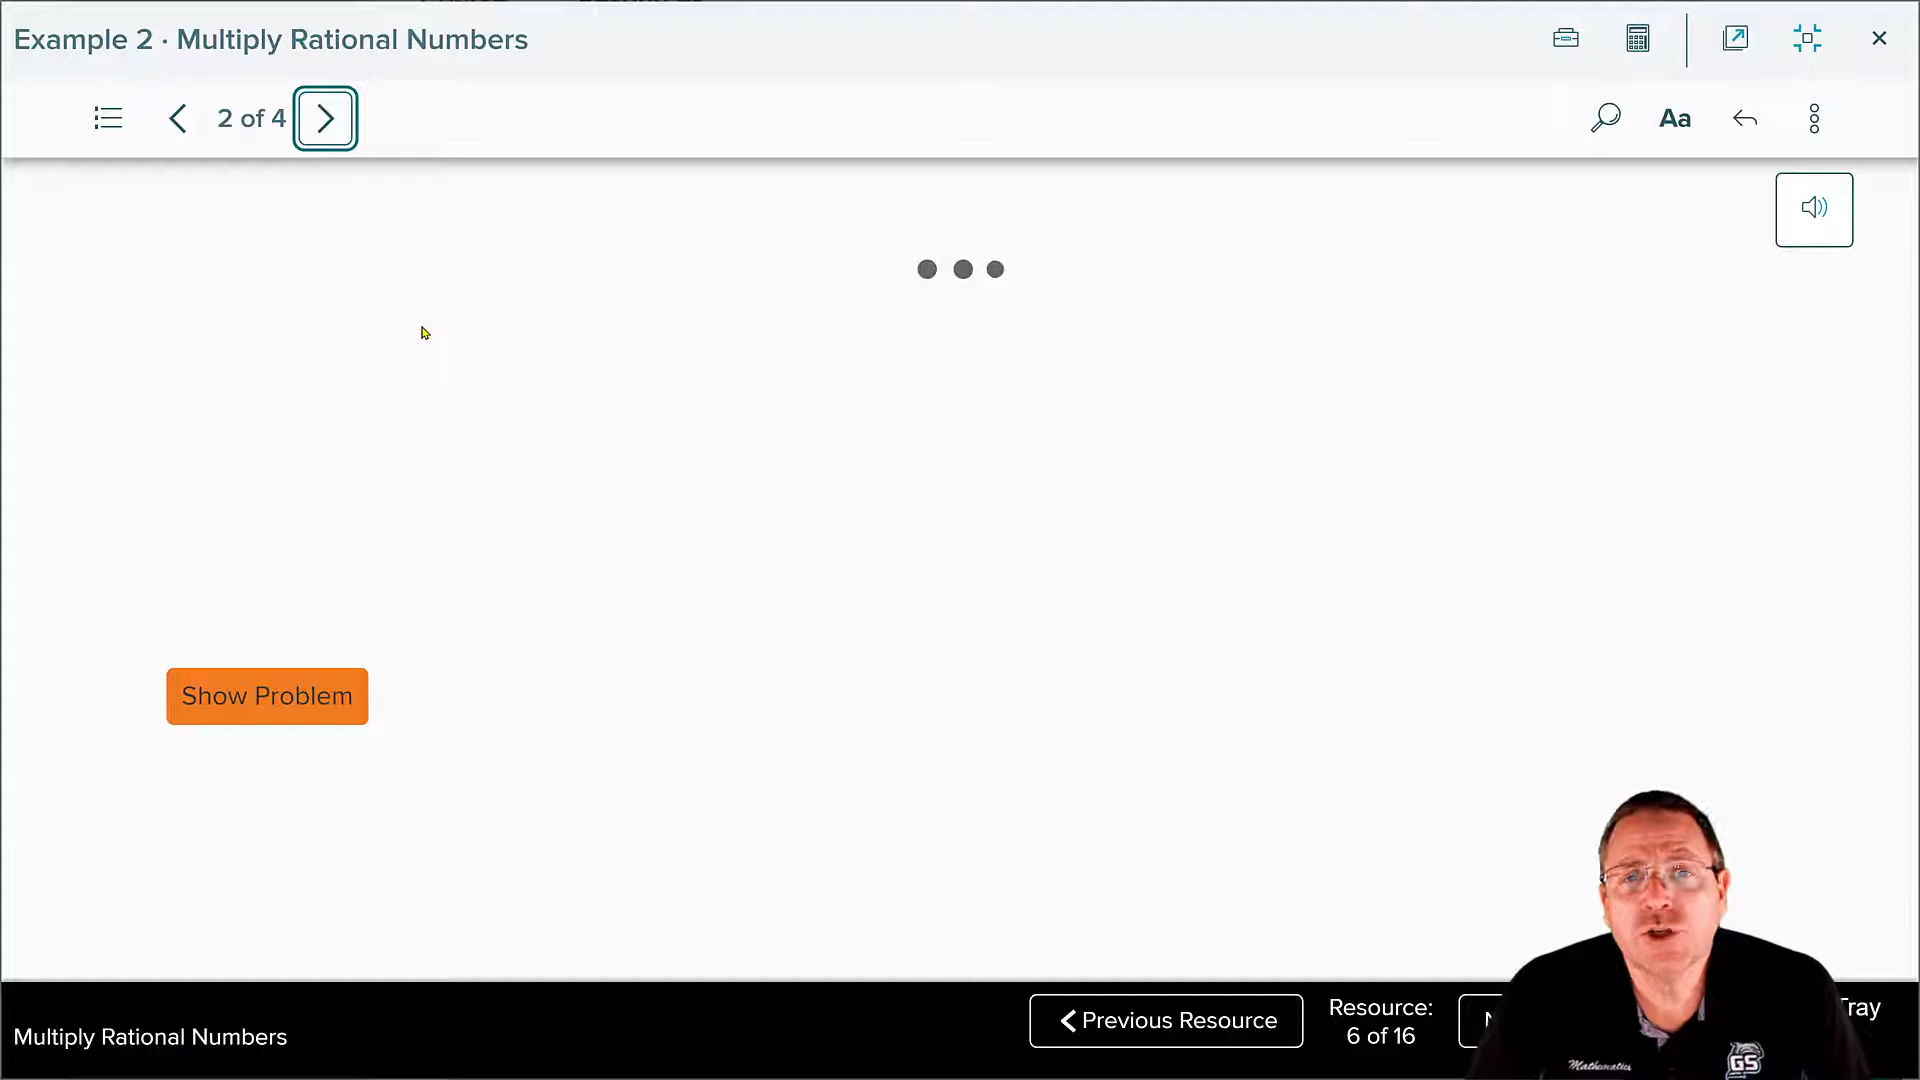 Example 2 · Multiply Rational Numbers
2 of 4
Aa
Show Problem
Multiply Rational Numbers
Previous Resource
Resource:
6 of 16
Mathematics
GS